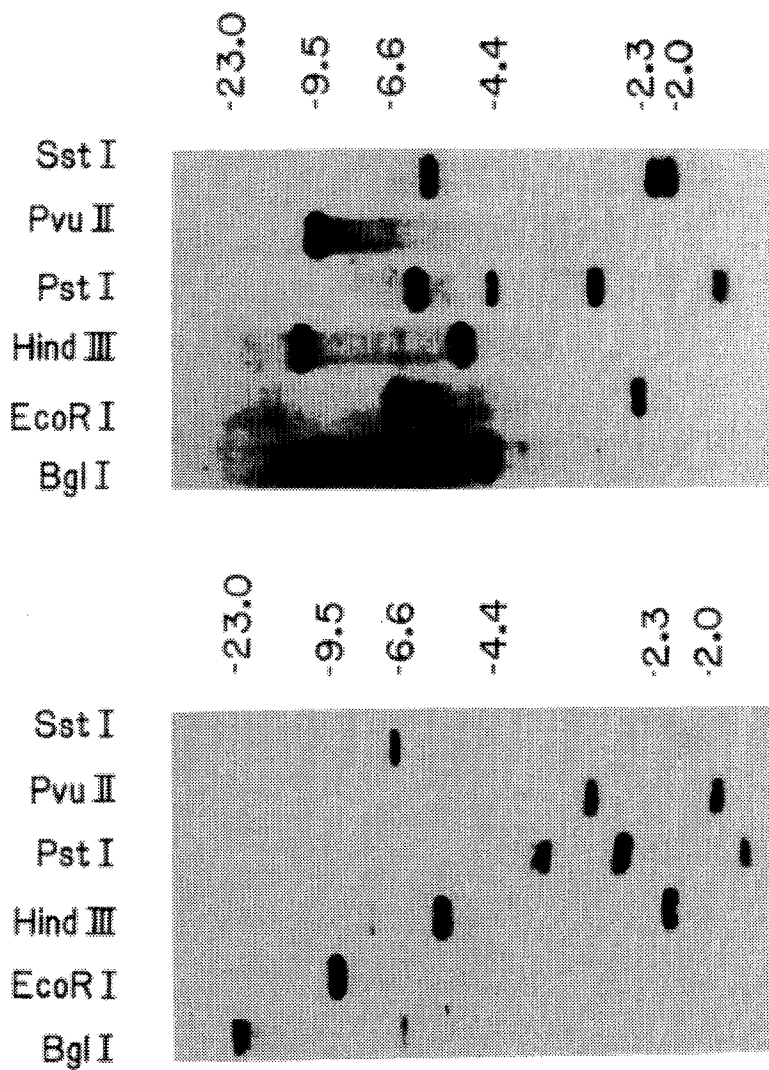 -23.0 -9.5 -6.6 -4.4 -2.3 -2.0
Sst I
Pvu II
Pst I
Hind III
EcoR I
Bgl I
-23.0 -9.5 -6.6 -4.4 -2.3 -2.0
Sst I
Pvu II
Pst I
Hind III
EcoR I
Bgl I